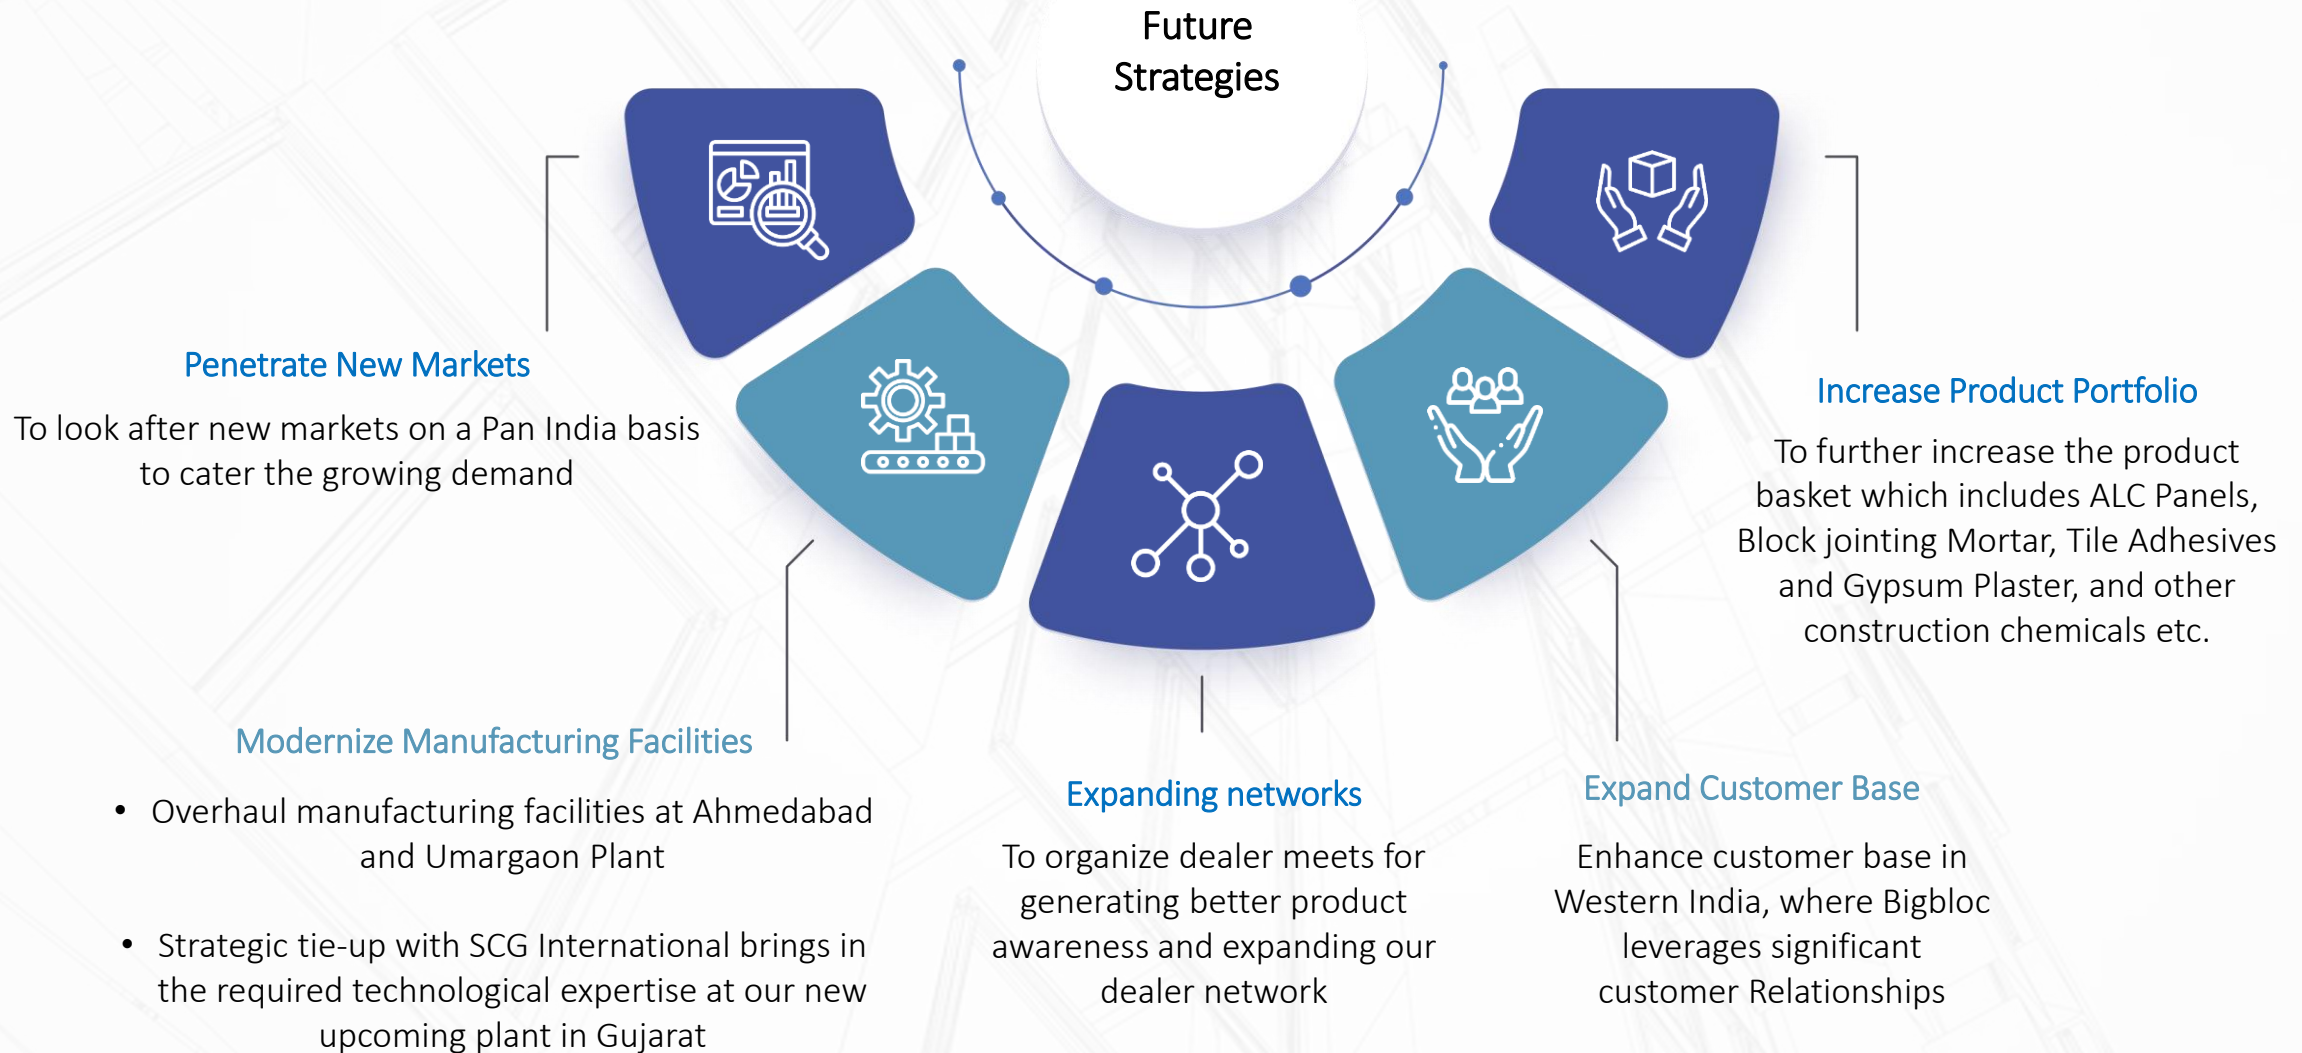 Future
Strategies
Penetrate New Markets
To look after new markets on a Pan India basis
to cater the growing demand
Modernize Manufacturing Facilities
• Overhaul manufacturing facilities at Ahmedabad
and Umargaon Plant
• Strategic tie-up with SCG International brings in
the required technological expertise at our new
upcoming plant in Gujarat
Expanding networks
To organize dealer meets for
generating better product
awareness and expanding our
dealer network
Expand Customer Base
Enhance customer base in
Western India, where Bigbloc
leverages significant
customer Relationships
Increase Product Portfolio
To further increase the product
basket which includes ALC Panels,
Block jointing Mortar, Tile Adhesives
and Gypsum Plaster, and other
construction chemicals etc.